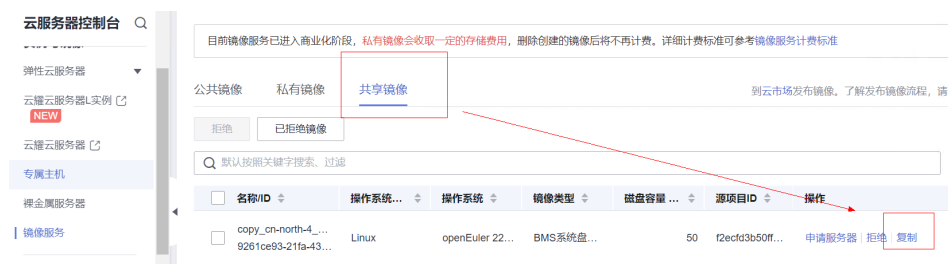 云服务器控制台
目前镜像服务已进入商业化阶段，私有镜像会收取一定的存储费用，删除创建的镜像后将不再计费。详细计费标准可参考镜像服务计费标准
弹性云服务器
云耀云服务器L实例
NEW
云耀云服务器
专属主机
裸金属服务器
镜像服务
公共镜像 私有镜像 共享镜像
到云市场发布镜像。了解发布镜像流程，请
拒绝 已拒绝镜像
默认按照关键字搜索、过滤
名称/ID 操作系统... 操作系统 镜像类型 磁盘容量 ... 源项目ID 操作
copy_cn-north-4_...
9261ce93-21fa-43...
Linux openEuler 22... BMS系统盘... 50 f2ecfd3b50ff... 申请服务器 拒绝 复制